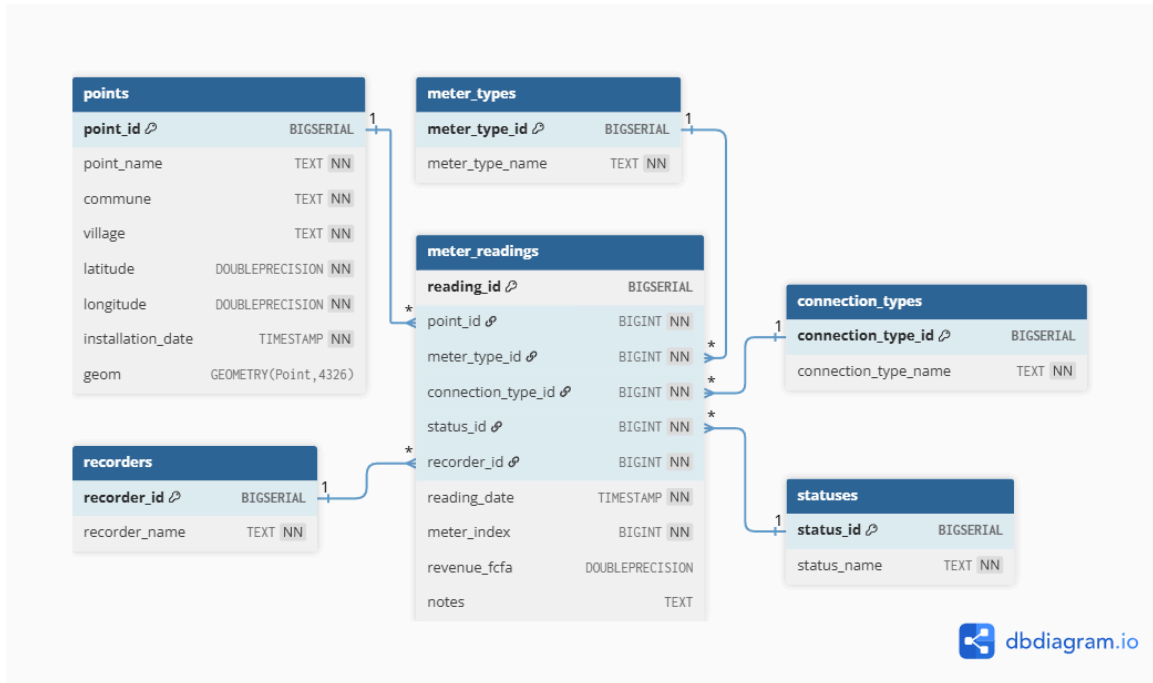 points
point_id BIGSERIAL
point_name TEXT NN
commune TEXT NN
village TEXT NN
latitude DOUBLEPRECISION NN
longitude DOUBLEPRECISION NN
installation_date TIMESTAMP NN
geom GEOMETRY(Point,4326)
1
meter_types
meter_type_id BIGSERIAL
meter_type_name TEXT NN
1
meter_readings
reading_id BIGSERIAL
* point_id BIGINT NN
meter_type_id BIGINT NN *
connection_type_id BIGINT NN *
status_id BIGINT NN *
* recorder_id BIGINT NN
reading_date TIMESTAMP NN
meter_index BIGINT NN
revenue_fcfa DOUBLEPRECISION
notes TEXT
connection_types
1 connection_type_id BIGSERIAL
connection_type_name TEXT NN
recorders
recorder_id BIGSERIAL 1
recorder_name TEXT NN
statuses
1 status_id BIGSERIAL
status_name TEXT NN
dbdiagram.io